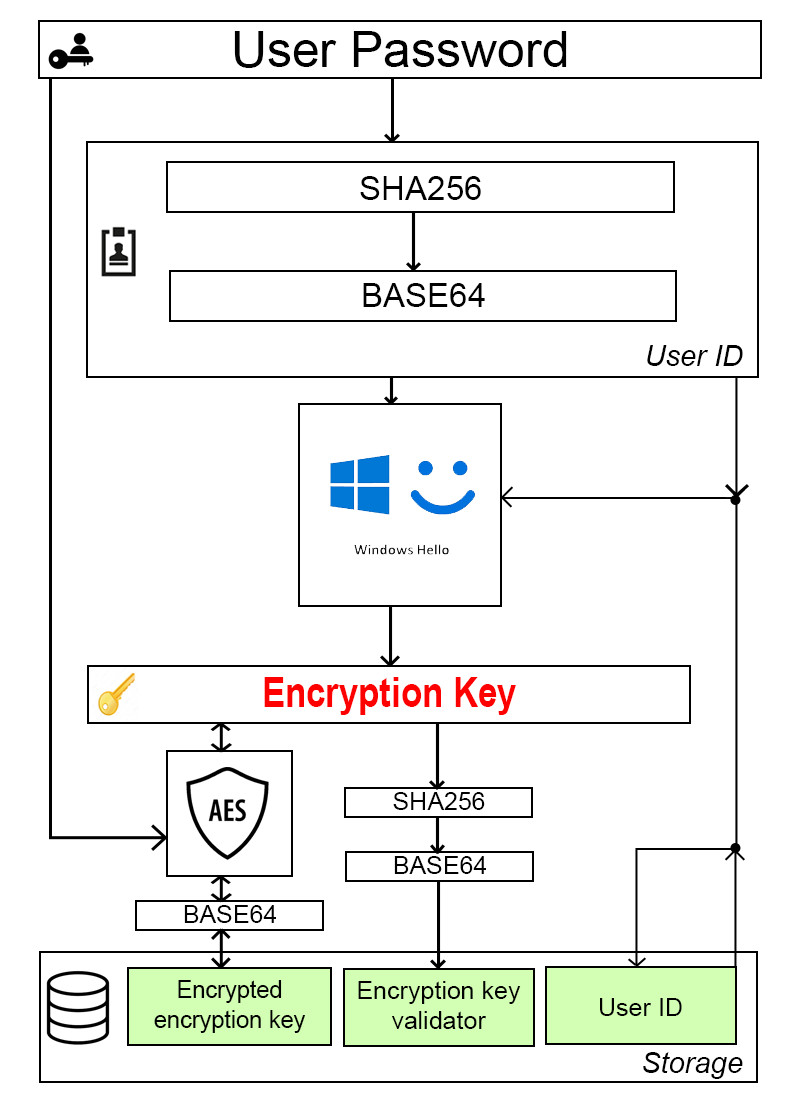 User Password
SHA256
BASE64
User ID
Windows Hello
Encryption Key
AES
SHA256
BASE64
BASE64
Encrypted
encryption key
Encryption key
validator
User ID
Storage